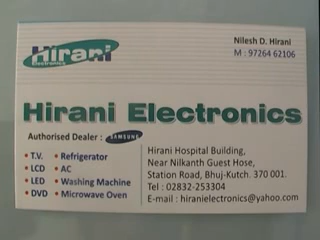 Hirani
Electronics
Nilesh D. Hirani
M : 97264 62106
Hirani Electronics
Authorised Dealer : SAMSUNG
• T.V. • Refrigerator
• LCD • AC
• LED • Washing Machine
• DVD • Microwave Oven
Hirani Hospital Building,
Near Nilkanth Guest Hose,
Station Road, Bhuj-Kutch. 370 001.
Tel : 02832-253304
E-mail : hiranielectronics@yahoo.com